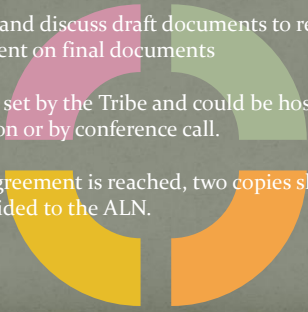 and discuss draft documents to re
ent on final documents
set by the Tribe and could be hos
on or by conference call.
greement is reached, two copies sl
ided to the ALN.